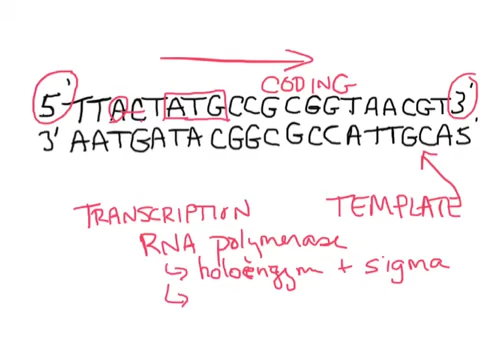 CODING
5' TTACTATGCCGCGGTAACGT 3'
3' AATGATACGGCGCCATTGCA 5'
TRANSCRIPTION
TEMPLATE
RNA polymerase
↳ holoenzym + sigma
↳